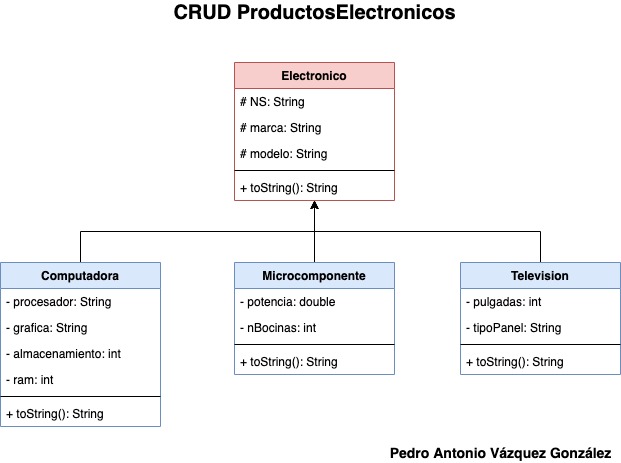 CRUD ProductosElectronicos
Electronico
# NS: String
# marca: String
# modelo: String
+ toString(): String
Computadora
- procesador: String
- grafica: String
- almacenamiento: int
- ram: int
+ toString(): String
Microcomponente
- potencia: double
- nBocinas: int
+ toString(): String
Television
- pulgadas: int
- tipoPanel: String
+ toString(): String
Pedro Antonio Vázquez González